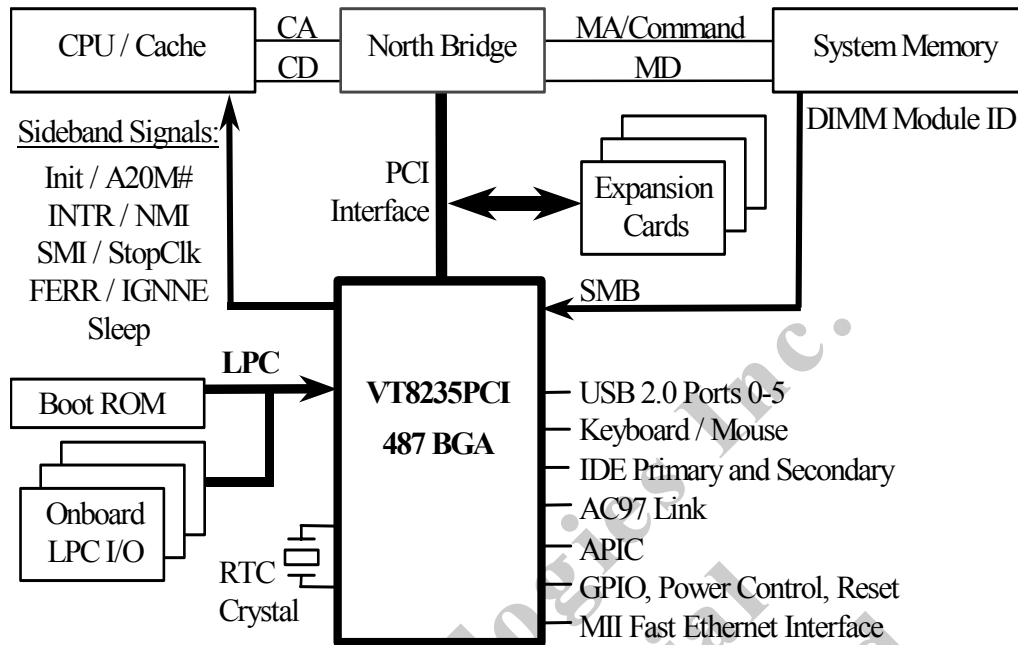 CPU / Cache
CA
CD
North Bridge
MA/Command
MD
System Memory
DIMM Module ID
Sideband Signals:
Init / A20M#
INTR / NMI
SMI / StopClk
FERR / IGNNE
Sleep
PCI
Interface
Expansion
Cards
SMB
LPC
Boot ROM
Onboard
LPC I/O
RTC
Crystal
VT8235PCI
487 BGA
USB 2.0 Ports 0-5
Keyboard / Mouse
IDE Primary and Secondary
AC97 Link
APIC
GPIO, Power Control, Reset
MII Fast Ethernet Interface
Inc.